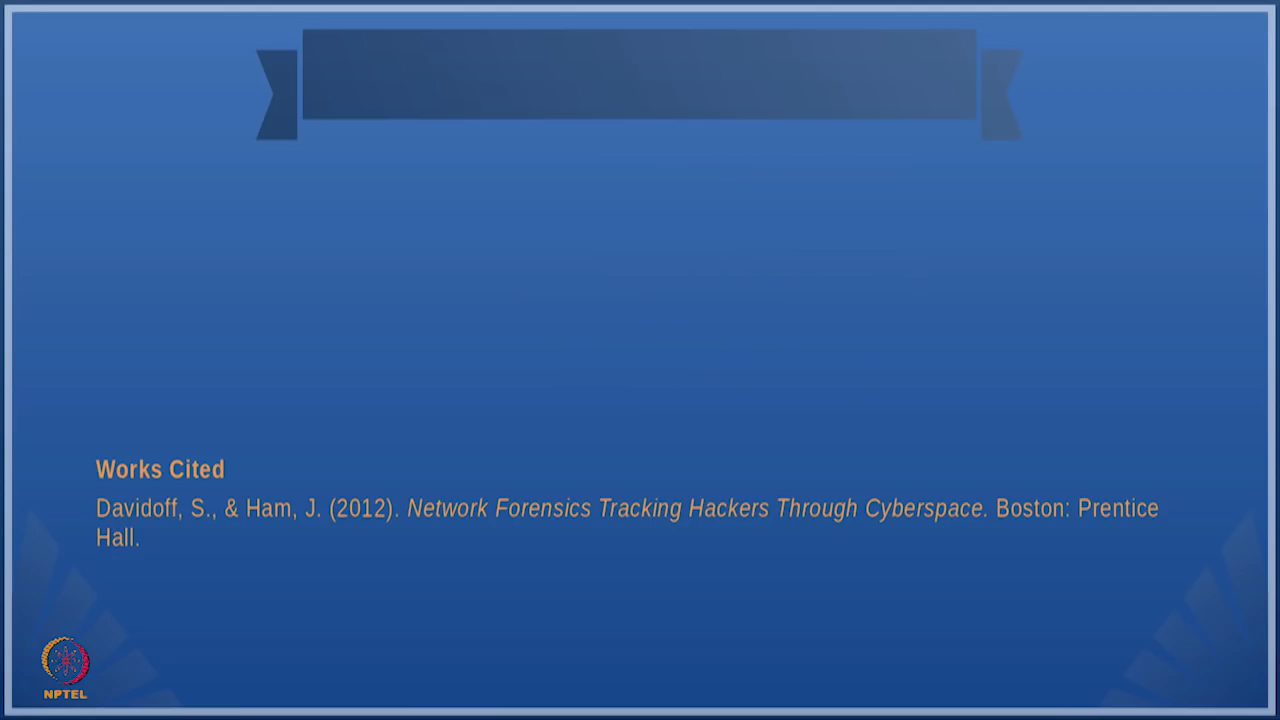 Works Cited
Davidoff, S., & Ham, J. (2012). Network Forensics Tracking Hackers Through Cyberspace. Boston: Prentice
Hall.
NPTEL